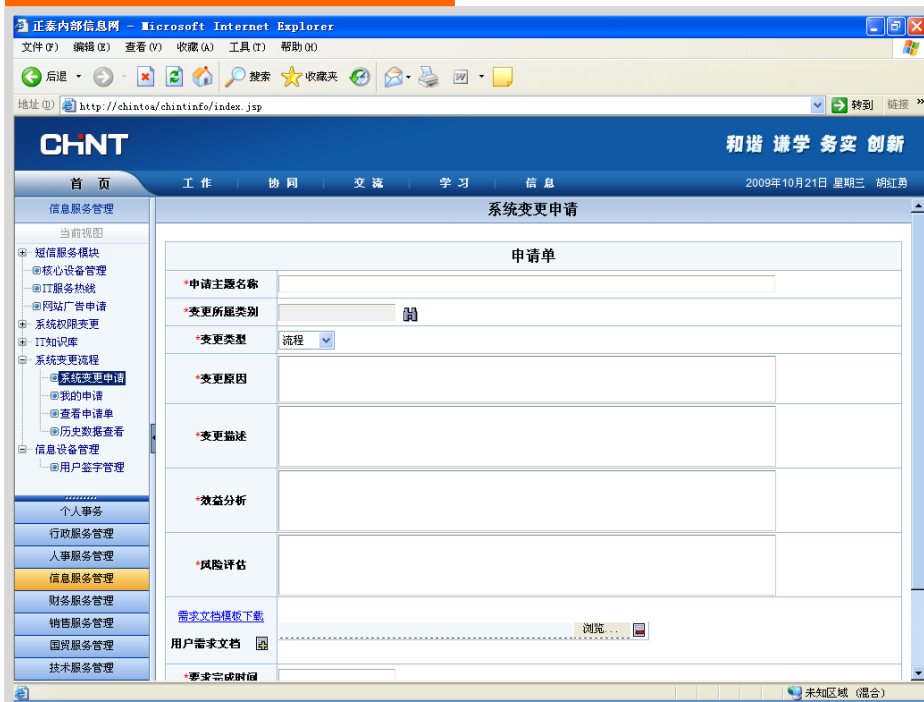 正泰内部信息网 - Microsoft Internet Explorer
文件(F) 编辑(E) 查看(V) 收藏(A) 工具(T) 帮助(H)
后退 搜索 收藏夹
地址(D) http://chintoa/chintinfo/index.jsp 转到 链接 »
CHNT 和谐 谦学 务实 创新
首 页 工 作 协 同 交 流 学 习 信 息 2009年10月21日 星期三 胡红勇
信息服务管理 系统变更申请
当前视图
申请单
短信服务模块
核心设备管理
IT服务热线
网站广告申请
系统权限变更
IT知识库
系统变更流程
系统变更申请
我的申请
查看申请单
历史数据查看
信息设备管理
用户签字管理
个人事务
行政服务管理
人事服务管理
信息服务管理
财务服务管理
销售服务管理
国贸服务管理
技术服务管理
*申请主题名称
*变更所属类别
*变更类型 流程
*变更原因
*变更描述
*效益分析
*风险评估
需求文档模板下载
用户需求文档 浏览...
*要求完成时间
未知区域 (混合)